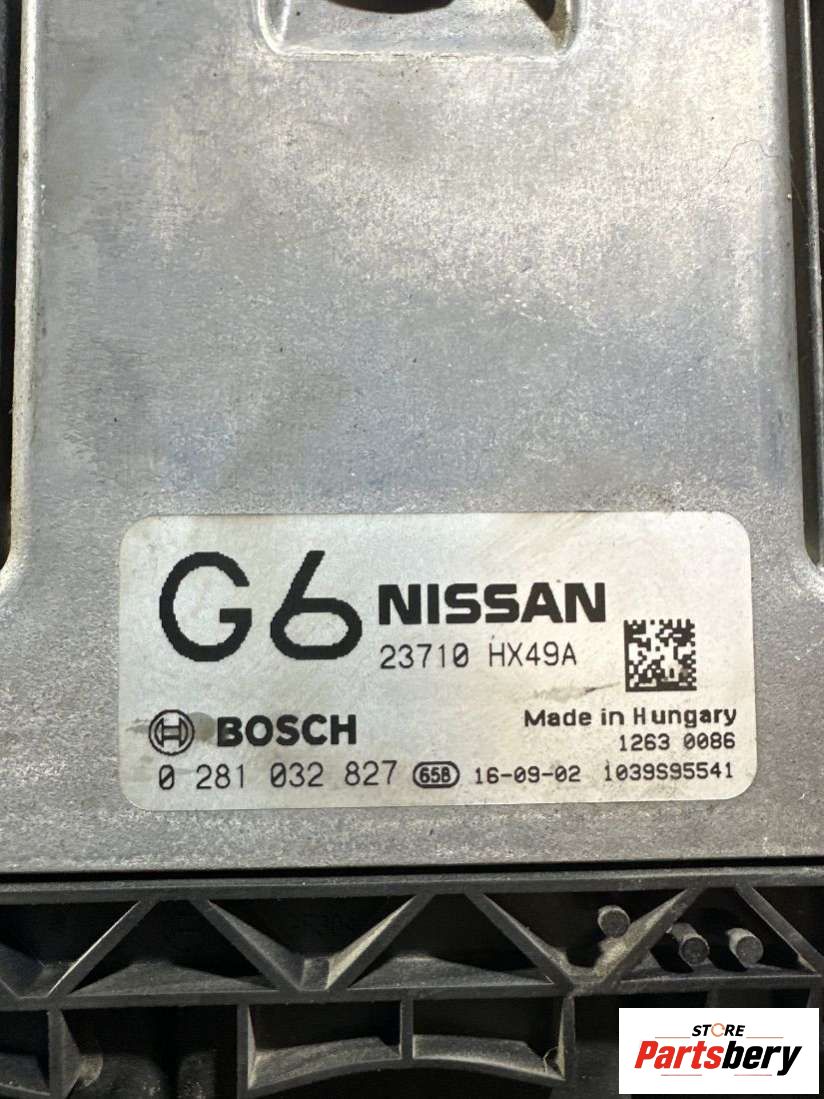 G6 NISSAN
23710 HX49A
BOSCH
Made in Hungary
1263 0086
0 281 032 827 65B 16-09-02 1039S95541
STORE
Partsbery